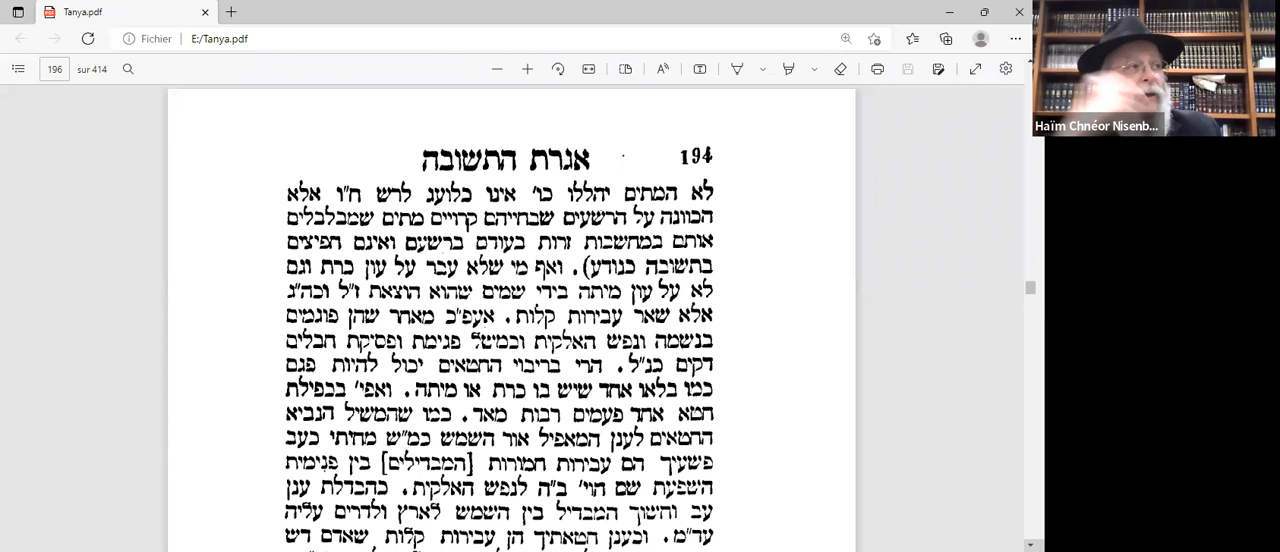 Tanya.pdf
Fichier
E:/Tanya.pdf
196
sur 414
Haïm Chnéor Nisenb...
אגרת התשובה 194
לא המתים יהללו כו' אינו כלועג לרש ח"ו אלא
הכוונה על הרשעים שבחייהם קרויים מתים שמבלבלים
אותם במחשבות זרות בעודם ברשעם ואינם חפיצים
בתשובה כנודע). ואף מי שלא עבר על עון כרת וגם
לא על עון מיתה בידי שמים שהוא הוצאת ז"ל וכה"ג
אלא שאר עבירות קלות. אעפ"כ מאחר שהן פוגמים
בנשמה ונפש האלקית וכמשל פגימת ופסיקת חבלים
דקים כנ"ל. הרי בריבוי החטאים יכול להיות פגם
כמו בלאו אחד שיש בו כרת או מיתה. ואפי' בכפילת
חטא אחד פעמים רבות מאד. כמו שהמשיל הנביא
החטאים לענן המאפיל אור השמש כמ"ש מחיתי כעב
פשעיך הם עבירות חמורות [המבדילים] בין פנימית
השפעת שם הוי' ב"ה לנפש האלקית. כהבדלת ענן
עב וחשוך המבדיל בין השמש לארץ ולדרים עליה
עד"מ. וכענן חטאתיך הן עבירות קלות שאדם דש